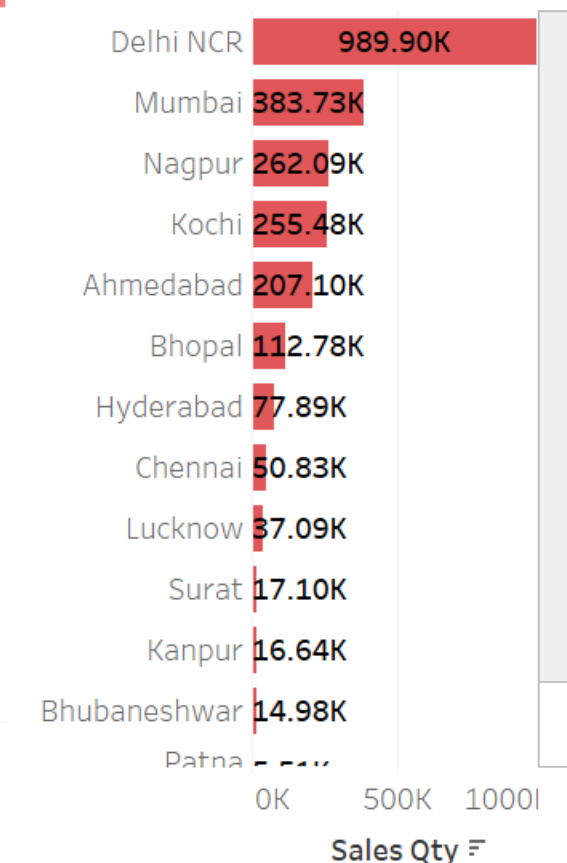 Delhi NCR 989.90K
Mumbai 383.73K
Nagpur 262.09K
Kochi 255.48K
Ahmedabad 207.10K
Bhopal 112.78K
Hyderabad 77.89K
Chennai 50.83K
Lucknow 37.09K
Surat 17.10K
Kanpur 16.64K
Bhubaneshwar 14.98K
Patna
0K 500K 1000
Sales Qty